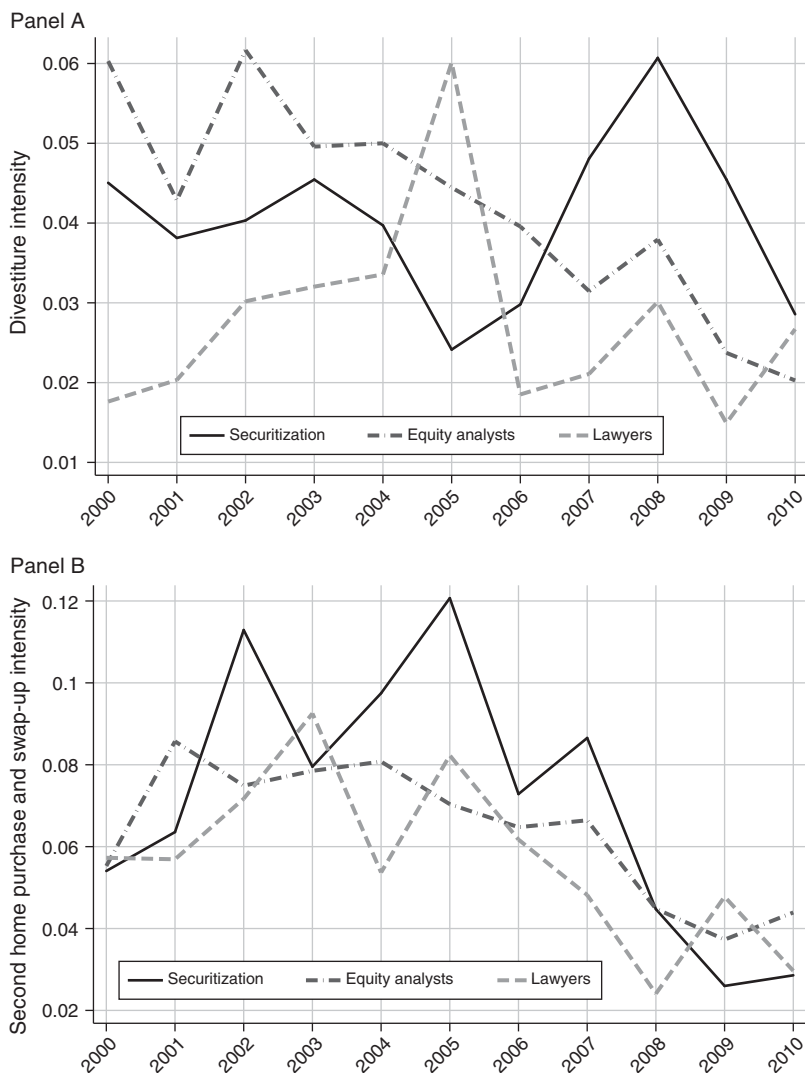 Panel A
Divestiture intensity
0.06
0.05
0.04
0.03
0.02
0.01
Securitization Equity analysts Lawyers
2000 2001 2002 2003 2004 2005 2006 2007 2008 2009 2010
Panel B
Second home purchase and swap-up intensity
0.12
0.1
0.08
0.06
0.04
0.02
Securitization Equity analysts Lawyers
2000 2001 2002 2003 2004 2005 2006 2007 2008 2009 2010